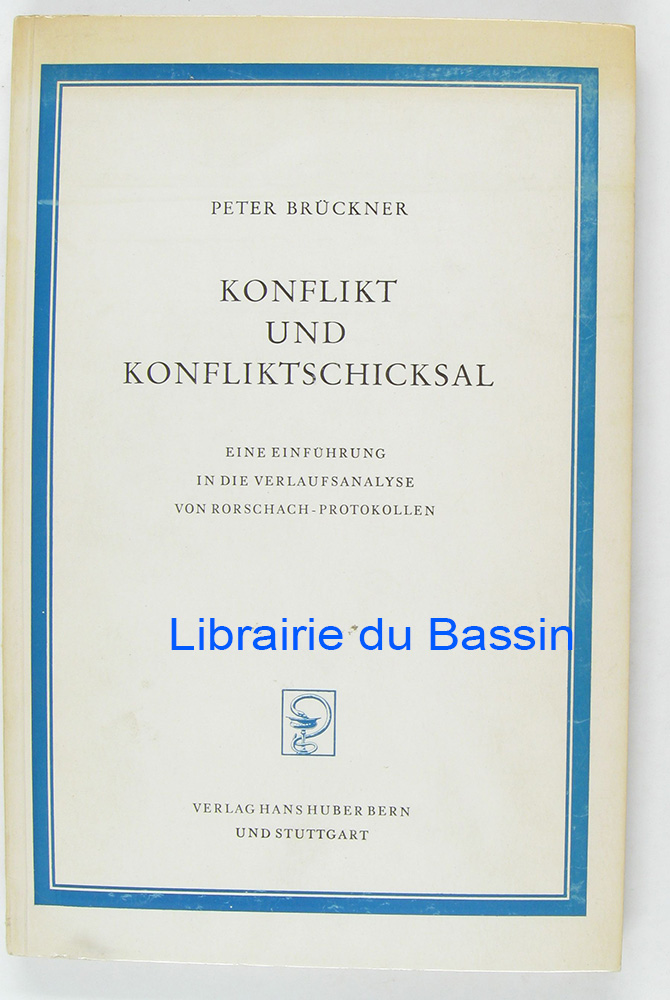 PETER BRÜCKNER
KONFLIKT
UND
KONFLIKTSCHICKSAL
EINE EINFÜHRUNG
IN DIE VERLAUFSANALYSE
VON RORSCHACH-PROTOKOLLEN
Librairie du Bassin
VERLAG HANS HUBER BERN
UND STUTTGART